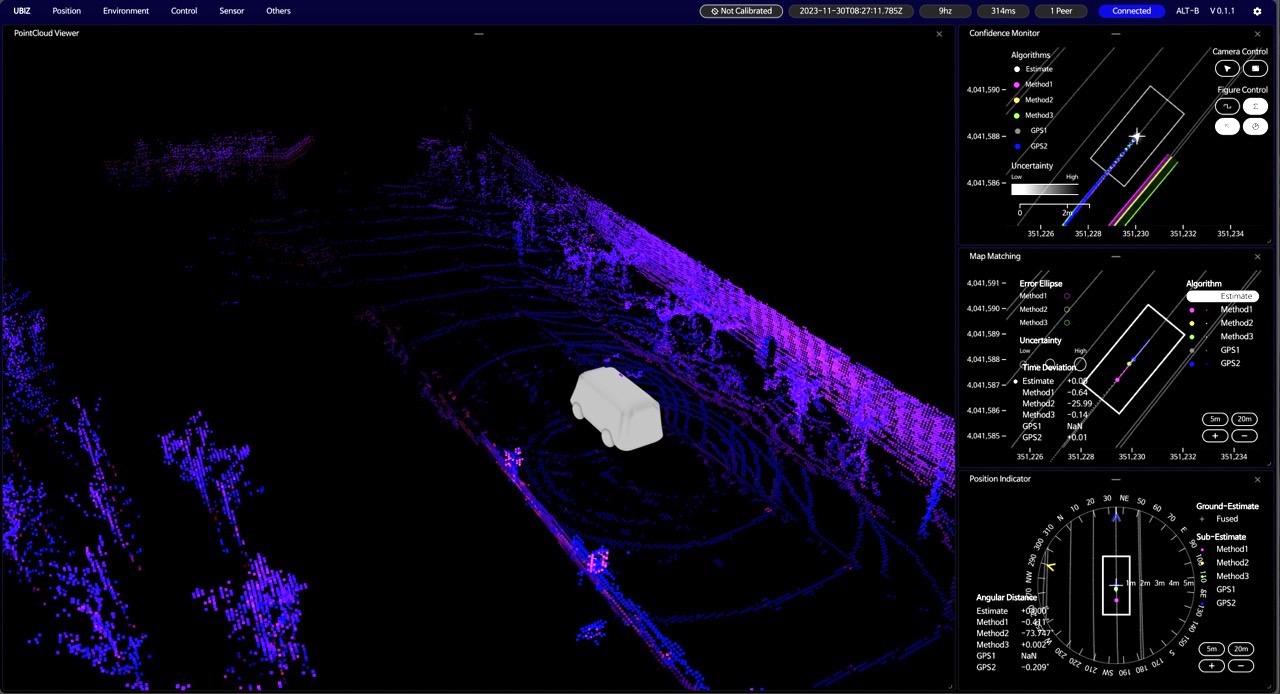 UBIZ Position Environment Control Sensor Others Not Calibrated 2023-11-30T08:27:11.785Z 9hz 314ms 1 Peer Connected ALT-B V 0.1.1
PointCloud Viewer
Confidence Monitor
Algorithms
Estimate
Method1
Method2
Method3
GPS1
GPS2
Uncertainty
Low High
0 2m
Camera Control
Figure Control
4,041,590
4,041,588
4,041,586
351,226 351,228 351,230 351,232 351,234
Map Matching
4,041,591
4,041,590
4,041,589
4,041,588
4,041,587
4,041,586
4,041,585
Error Ellipse
Method1
Method2
Method3
Uncertainty
Low High
Time Deviation
Estimate
Method1 -0.64
Method2 -25.99
Method3 -0.14
GPS1 NaN
GPS2 +0.01
Algorithm
Estimate
Method1
Method2
Method3
GPS1
GPS2
5m 20m
+ -
351,226 351,228 351,230 351,232 351,234
Position Indicator
N 10 20 30 NE 50 60 70 E
130 140 150 S 170 180 190 SW 210 220 230
NW 290 300 310
1m 2m 3m 4m 5m
Ground-Estimate
Fused
Sub-Estimate
Method1
Method2
Method3
GPS1
GPS2
Angular Distance
Estimate +0.00°
Method1 -0.411°
Method2 -73.747°
Method3 +0.002°
GPS1 NaN
GPS2 -0.209°
5m 20m
+ -